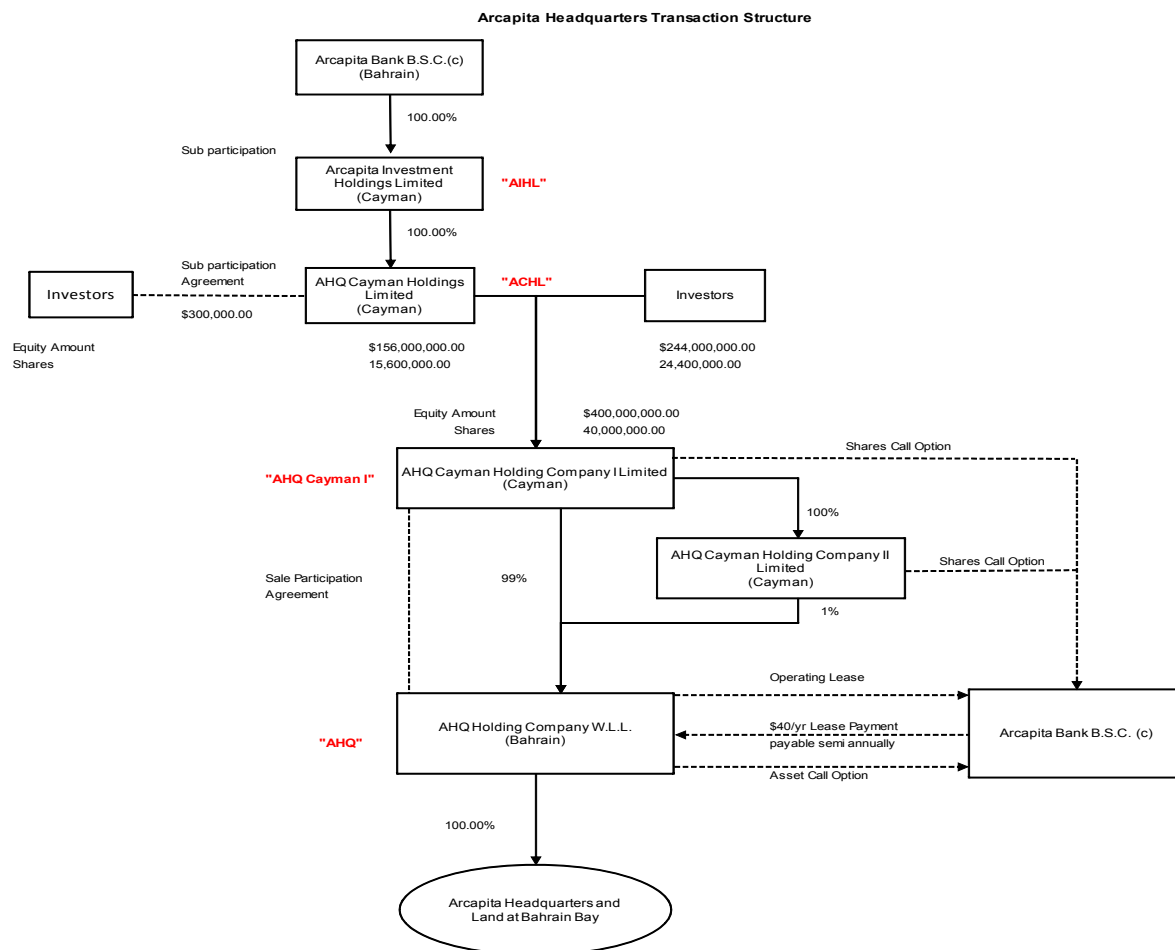 Arcapita Headquarters Transaction Structure
Arcapita Bank B.S.C.(c)
(Bahrain)
100.00%
Sub participation
Arcapita Investment
Holdings Limited
(Cayman)
"AIHL"
100.00%
Investors
Sub participation
Agreement
$300,000.00
AHQ Cayman Holdings
Limited
(Cayman)
"ACHL"
Investors
Equity Amount
Shares
$156,000,000.00
15,600,000.00
$244,000,000.00
24,400,000.00
Equity Amount
Shares
$400,000,000.00
40,000,000.00
"AHQ Cayman I"
AHQ Cayman Holding Company I Limited
(Cayman)
Shares Call Option
100%
AHQ Cayman Holding Company II
Limited
(Cayman)
Shares Call Option
Sale Participation
Agreement
99%
1%
"AHQ"
AHQ Holding Company W.L.L.
(Bahrain)
Operating Lease
$40/yr Lease Payment
payable semi annually
Asset Call Option
Arcapita Bank B.S.C. (c)
100.00%
Arcapita Headquarters and
Land at Bahrain Bay